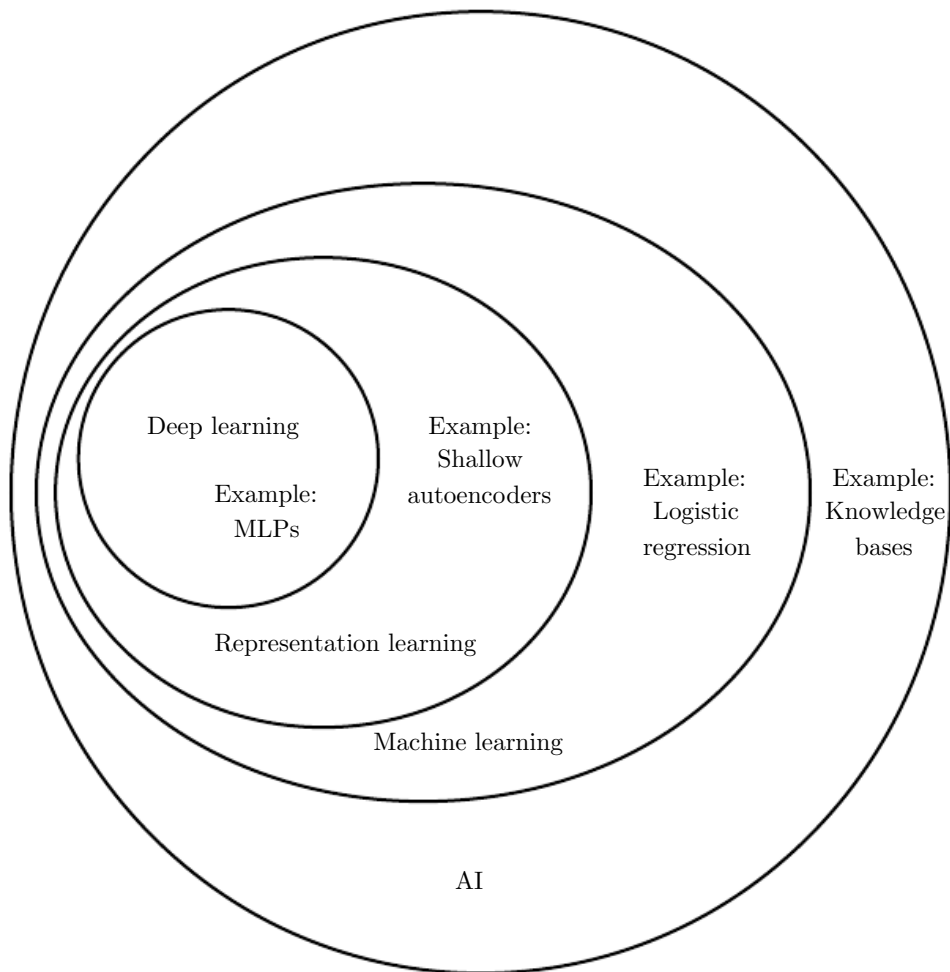 Deep learning
Example:
MLPs
Example:
Shallow
autoencoders
Example:
Logistic
regression
Example:
Knowledge
bases
Representation learning
Machine learning
AI